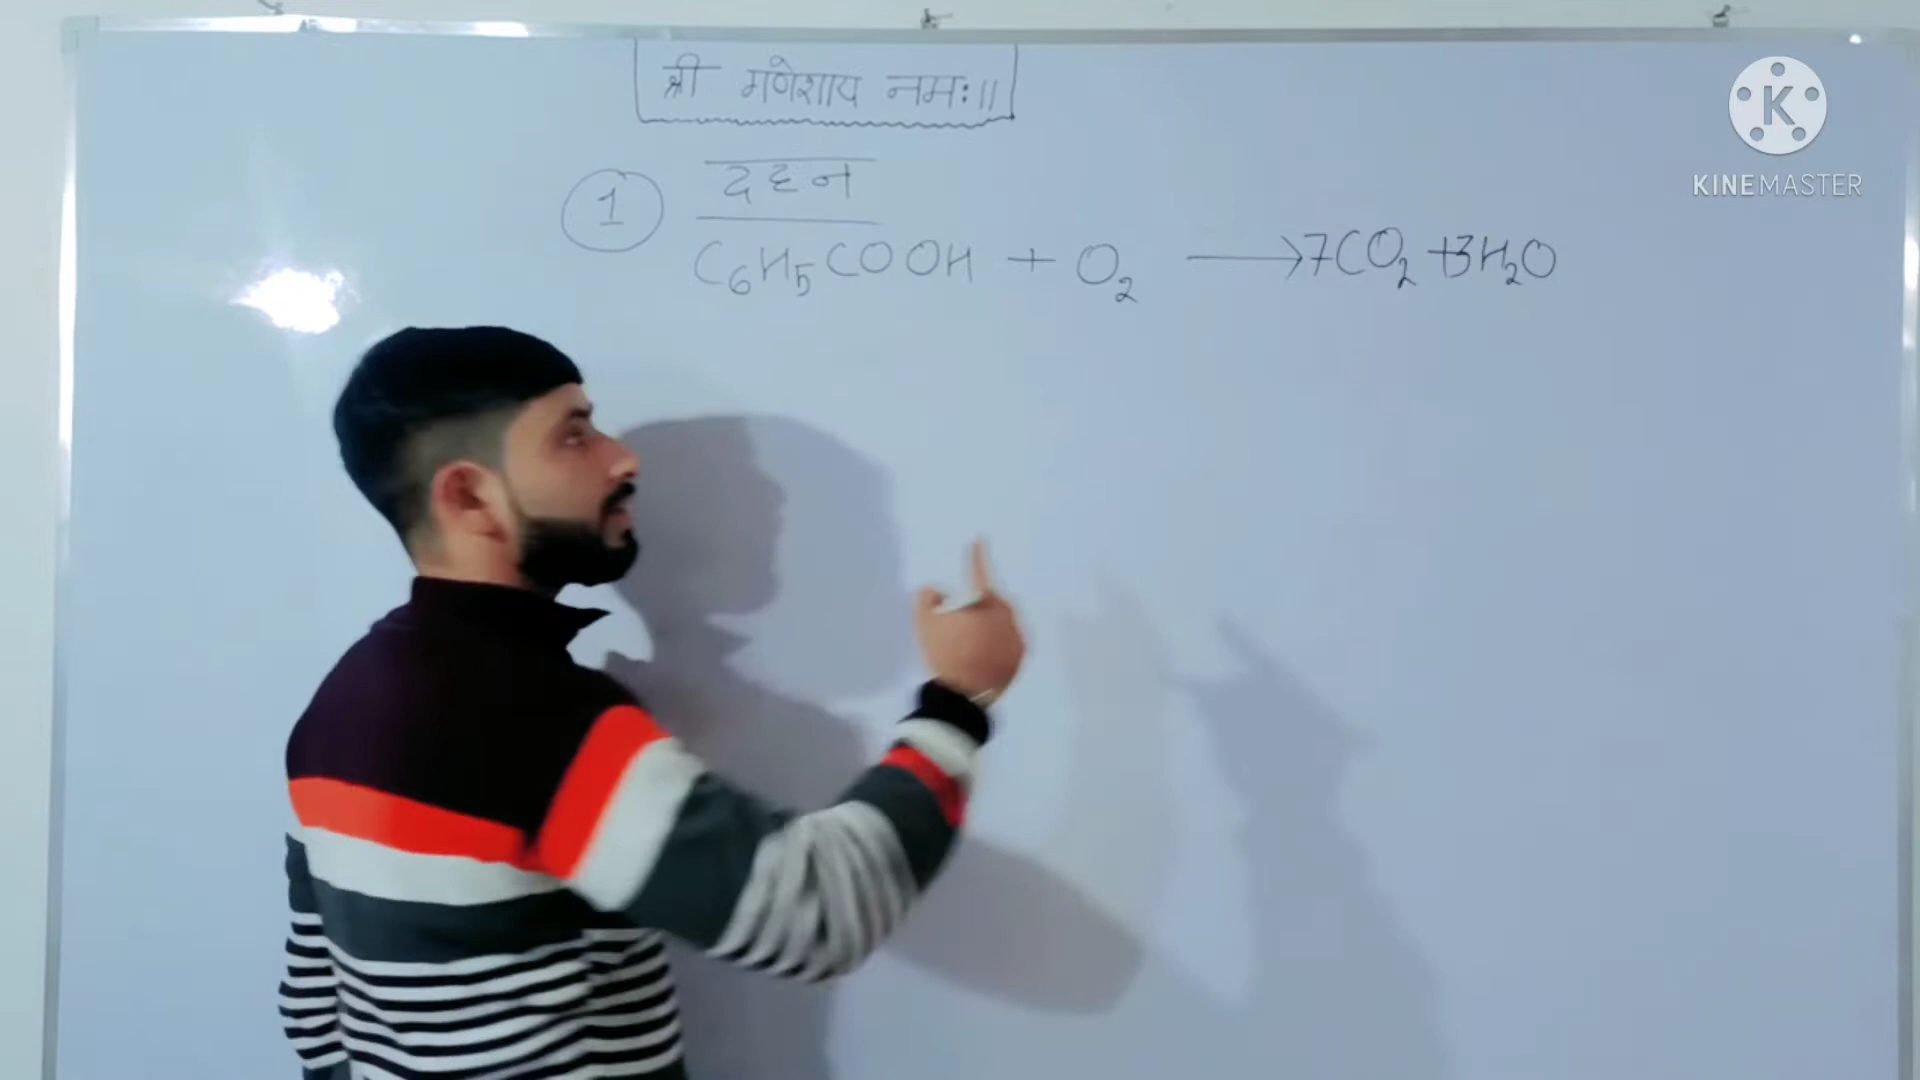 श्री गणेशाय नमः॥
1 दहन
C₆H₅COOH + O₂ ⟶ 7CO₂ + 3H₂O
K
KINEMASTER